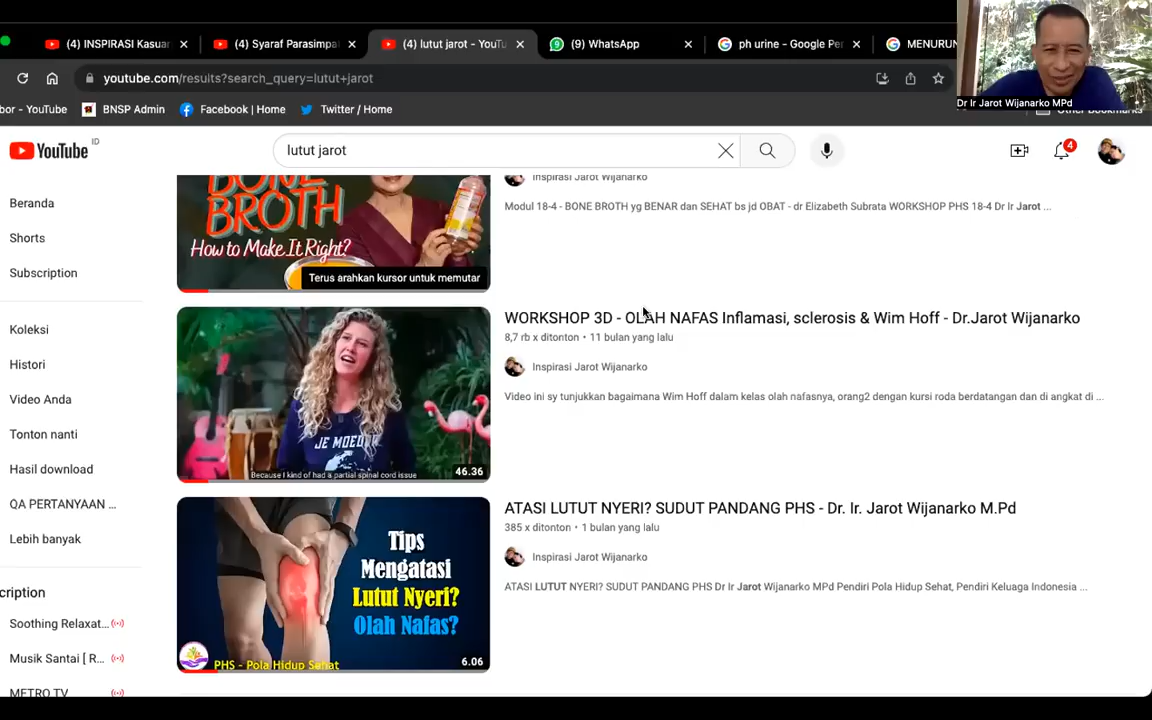 (4) INSPIRASI Kasuar
(4) Syaraf Parasimpa
(4) lutut jarot - YouTu
(9) WhatsApp
ph urine - Google Per
MENURUN
Dr Ir Jarot Wijanarko MPd
youtube.com/results?search_query=lutut+jarot
bor - YouTube
BNSP Admin
Facebook | Home
Twitter / Home
Other Bookmarks
YouTube ID
lutut jarot
4
Beranda
Shorts
Subscription
Koleksi
Histori
Video Anda
Tonton nanti
Hasil download
QA PERTANYAAN ...
Lebih banyak
cription
Soothing Relaxat...
Musik Santai [ R...
METRO TV
BONE
BROTH
How to Make It Right?
Terus arahkan kursor untuk memutar
Inspirasi Jarot Wijanarko
Modul 18-4 - BONE BROTH yg BENAR dan SEHAT bs jd OBAT - dr Elizabeth Subrata WORKSHOP PHS 18-4 Dr Ir Jarot ...
JE MOED
Because I kind of had a partial spinal cord issue
46.36
WORKSHOP 3D - OLAH NAFAS Inflamasi, sclerosis & Wim Hoff - Dr.Jarot Wijanarko
8,7 rb x ditonton • 11 bulan yang lalu
Inspirasi Jarot Wijanarko
Video ini sy tunjukkan bagaimana Wim Hoff dalam kelas olah nafasnya, orang2 dengan kursi roda berdatangan dan di angkat di ...
Tips
Mengatasi
Lutut Nyeri?
Olah Nafas?
PHS - Pola Hidup Sehat
6.06
ATASI LUTUT NYERI? SUDUT PANDANG PHS - Dr. Ir. Jarot Wijanarko M.Pd
385 x ditonton • 1 bulan yang lalu
Inspirasi Jarot Wijanarko
ATASI LUTUT NYERI? SUDUT PANDANG PHS Dr Ir Jarot Wijanarko MPd Pendiri Pola Hidup Sehat, Pendiri Keluaga Indonesia ...